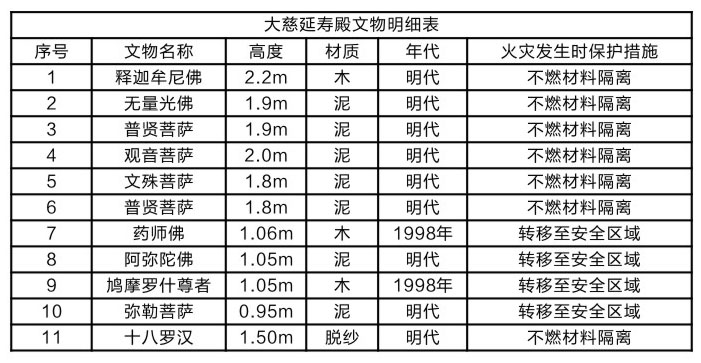 大慈延寿殿文物明细表
序号 文物名称 高度 材质 年代 火灾发生时保护措施
1 释迦牟尼佛 2.2m 木 明代 不燃材料隔离
2 无量光佛 1.9m 泥 明代 不燃材料隔离
3 普贤菩萨 1.9m 泥 明代 不燃材料隔离
4 观音菩萨 2.0m 泥 明代 不燃材料隔离
5 文殊菩萨 1.8m 泥 明代 不燃材料隔离
6 普贤菩萨 1.8m 泥 明代 不燃材料隔离
7 药师佛 1.06m 木 1998年 转移至安全区域
8 阿弥陀佛 1.05m 泥 明代 转移至安全区域
9 鸠摩罗什尊者 1.05m 木 1998年 转移至安全区域
10 弥勒菩萨 0.95m 泥 明代 转移至安全区域
11 十八罗汉 1.50m 脱纱 明代 不燃材料隔离